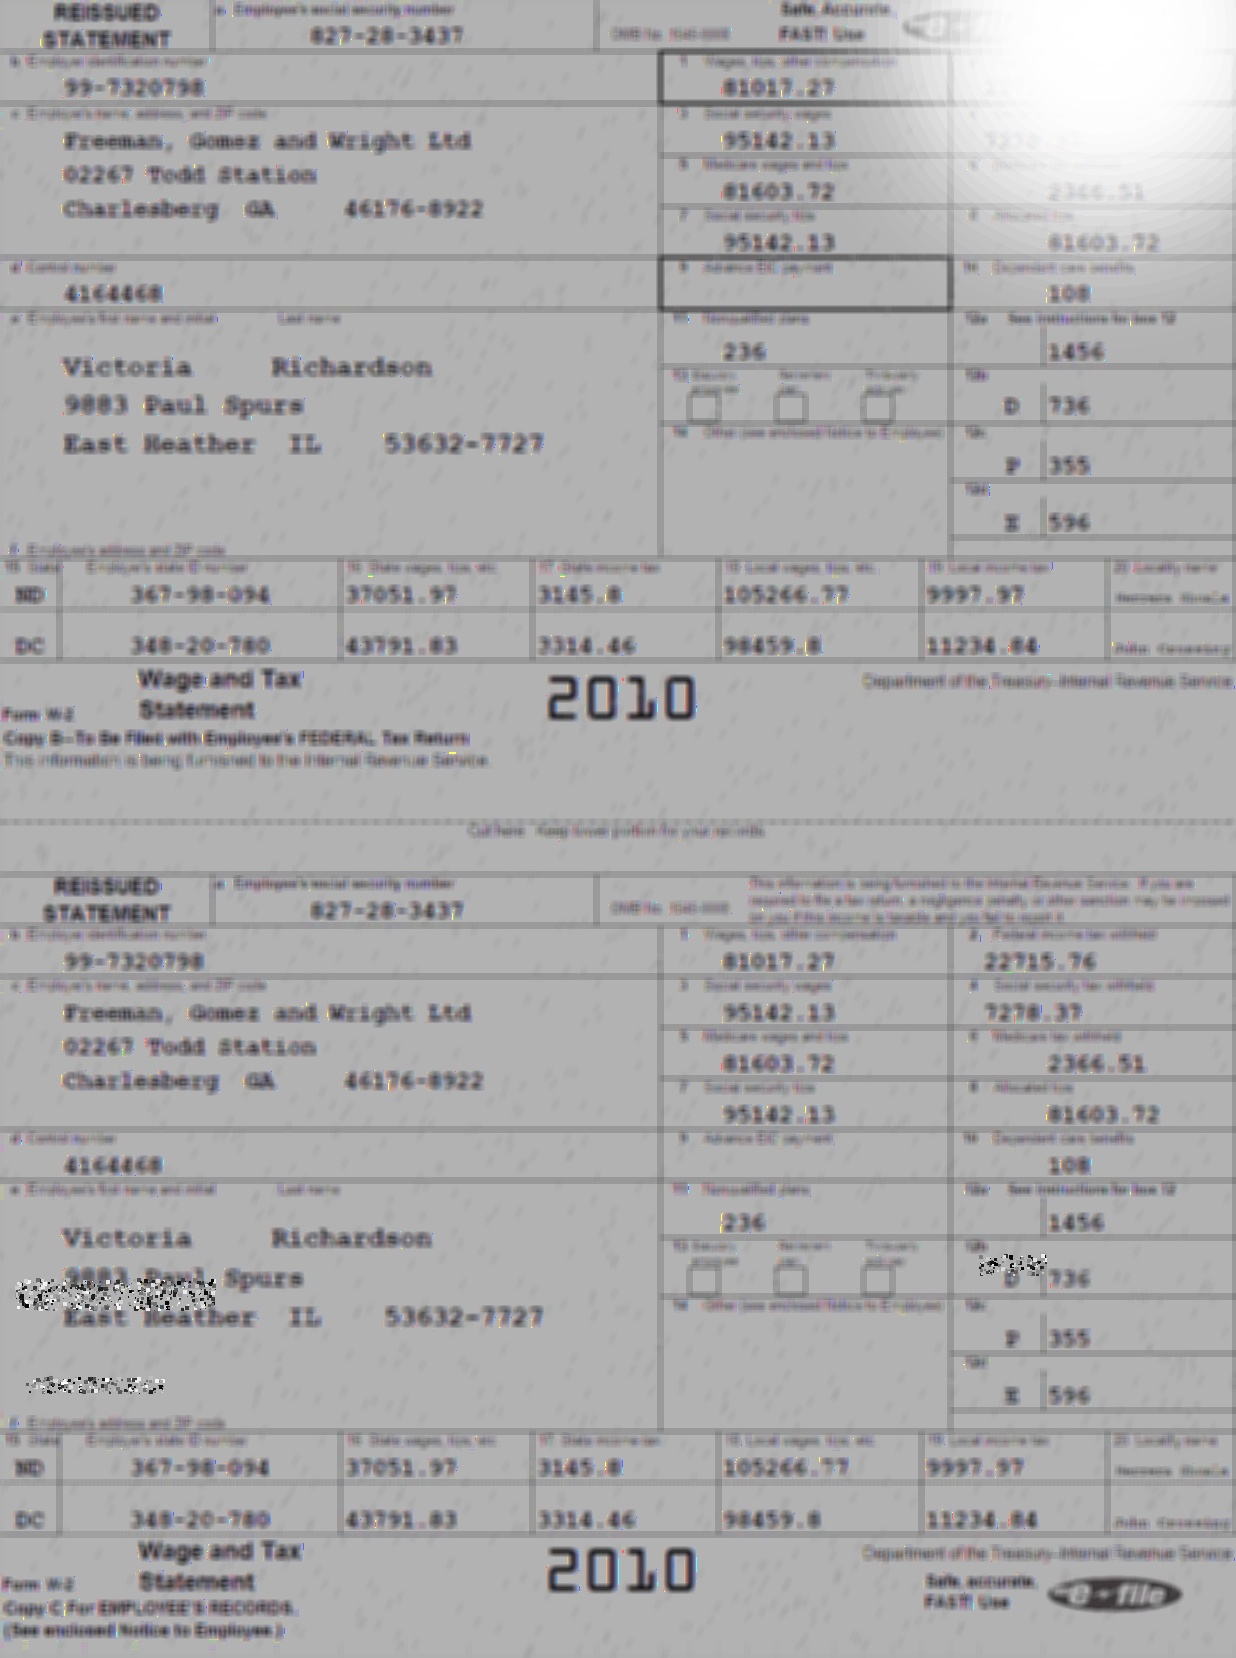 REISSUED STATEMENT
a Employee's social security number
827-28-3437
OMB No. 1545-0008
Safe, Accurate, FAST! Use
b Employer identification number
99-7320798
1 Wages, tips, other compensation
81017.27
c Employer's name, address, and ZIP code
Freeman, Gomez and Wright Ltd
02267 Todd Station
Charlesberg GA 46176-8922
3 Social security wages
95142.13
5 Medicare wages and tips
81603.72
2366.51
7 Social security tips
95142.13
8 Allocated tips
81603.72
d Control number
4164468
9 Advance EIC payment
10 Dependent care benefits
108
e Employee's first name and initial Last name
Victoria Richardson
9883 Paul Spurs
East Heather IL 53632-7727
11 Nonqualified plans
236
12a See instructions for box 12
1456
12b
D 736
14 Other (see enclosed Notice to Employee)
12c
P 355
12d
E 596
f Employee's address and ZIP code
15 State Employer's state ID number 16 State wages, tips, etc. 17 State income tax 18 Local wages, tips, etc. 19 Local income tax 20 Locality name
ND 367-98-094 37051.97 3145.8 105266.77 9997.97
DC 348-20-780 43791.83 3314.46 98459.8 11234.84
Form W-2 Wage and Tax Statement 2010 Department of the Treasury-Internal Revenue Service
Copy B-To Be Filed with Employee's FEDERAL Tax Return
This information is being furnished to the Internal Revenue Service.
Cut here Keep lower portion for your records.
REISSUED STATEMENT
a Employee's social security number
827-28-3437
OMB No. 1545-0008
This information is being furnished to the Internal Revenue Service. If you are
required to file a tax return, a negligence penalty or other sanction may be imposed
on you if this income is taxable and you fail to report it.
b Employer identification number
99-7320798
1 Wages, tips, other compensation
81017.27
2 Federal income tax withheld
22715.76
c Employer's name, address, and ZIP code
Freeman, Gomez and Wright Ltd
02267 Todd Station
Charlesberg GA 46176-8922
3 Social security wages
95142.13
4 Social security tax withheld
7278.37
5 Medicare wages and tips
81603.72
6 Medicare tax withheld
2366.51
7 Social security tips
95142.13
8 Allocated tips
81603.72
d Control number
4164468
9 Advance EIC payment
10 Dependent care benefits
108
e Employee's first name and initial Last name
Victoria Richardson
9883 Paul Spurs
East Heather IL 53632-7727
11 Nonqualified plans
236
12a See instructions for box 12
1456
12b
D 736
14 Other (see enclosed Notice to Employee)
P 355
12d
E 596
f Employee's address and ZIP code
15 State Employer's state ID number 16 State wages, tips, etc. 17 State income tax 18 Local wages, tips, etc. 19 Local income tax 20 Locality name
ND 367-98-094 37051.97 3145.8 105266.77 9997.97
DC 348-20-780 43791.83 3314.46 98459.8 11234.84
Form W-2 Wage and Tax Statement 2010 Department of the Treasury-Internal Revenue Service
Copy C For EMPLOYEE'S RECORDS.
(See enclosed Notice to Employee.)
Safe, accurate, FAST! Use e-file